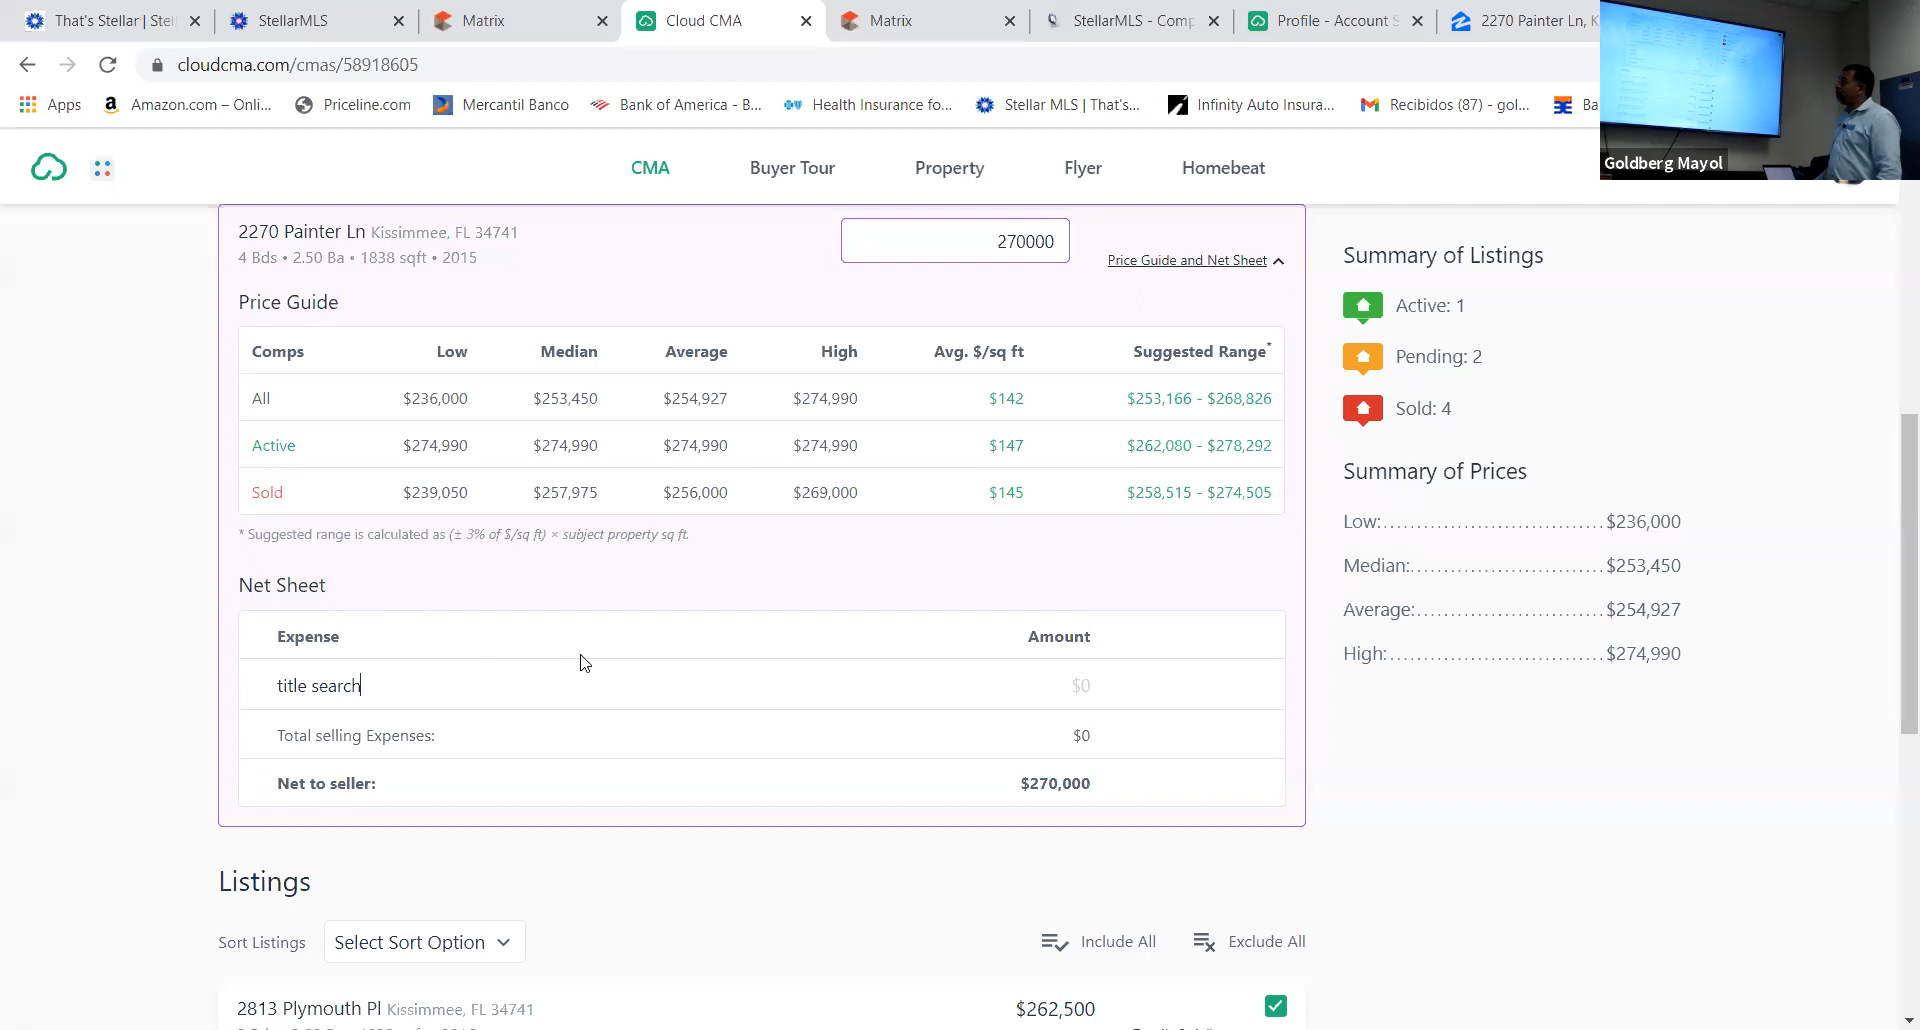 That's Stellar | Stel
StellarMLS
Matrix
Cloud CMA
Matrix
StellarMLS - Comp
Profile - Account S
2270 Painter Ln, K
cloudcma.com/cmas/58918605
Apps
Amazon.com – Onli...
Priceline.com
Mercantil Banco
Bank of America - B...
Health Insurance fo...
Stellar MLS | That's...
Infinity Auto Insura...
Recibidos (87) - gol...
Ba
Goldberg Mayol
CMA
Buyer Tour
Property
Flyer
Homebeat
2270 Painter Ln Kissimmee, FL 34741
4 Bds • 2.50 Ba • 1838 sqft • 2015
270000
Price Guide and Net Sheet
Price Guide
Comps Low Median Average High Avg. $/sq ft Suggested Range*
All $236,000 $253,450 $254,927 $274,990 $142 $253,166 - $268,826
Active $274,990 $274,990 $274,990 $274,990 $147 $262,080 - $278,292
Sold $239,050 $257,975 $256,000 $269,000 $145 $258,515 - $274,505
* Suggested range is calculated as (± 3% of $/sq ft) × subject property sq ft.
Net Sheet
Expense Amount
title search $0
Total selling Expenses: $0
Net to seller: $270,000
Summary of Listings
Active: 1
Pending: 2
Sold: 4
Summary of Prices
Low:.................................$236,000
Median:.............................$253,450
Average:............................$254,927
High:................................$274,990
Listings
Sort Listings
Select Sort Option
Include All
Exclude All
2813 Plymouth Pl Kissimmee, FL 34741
$262,500